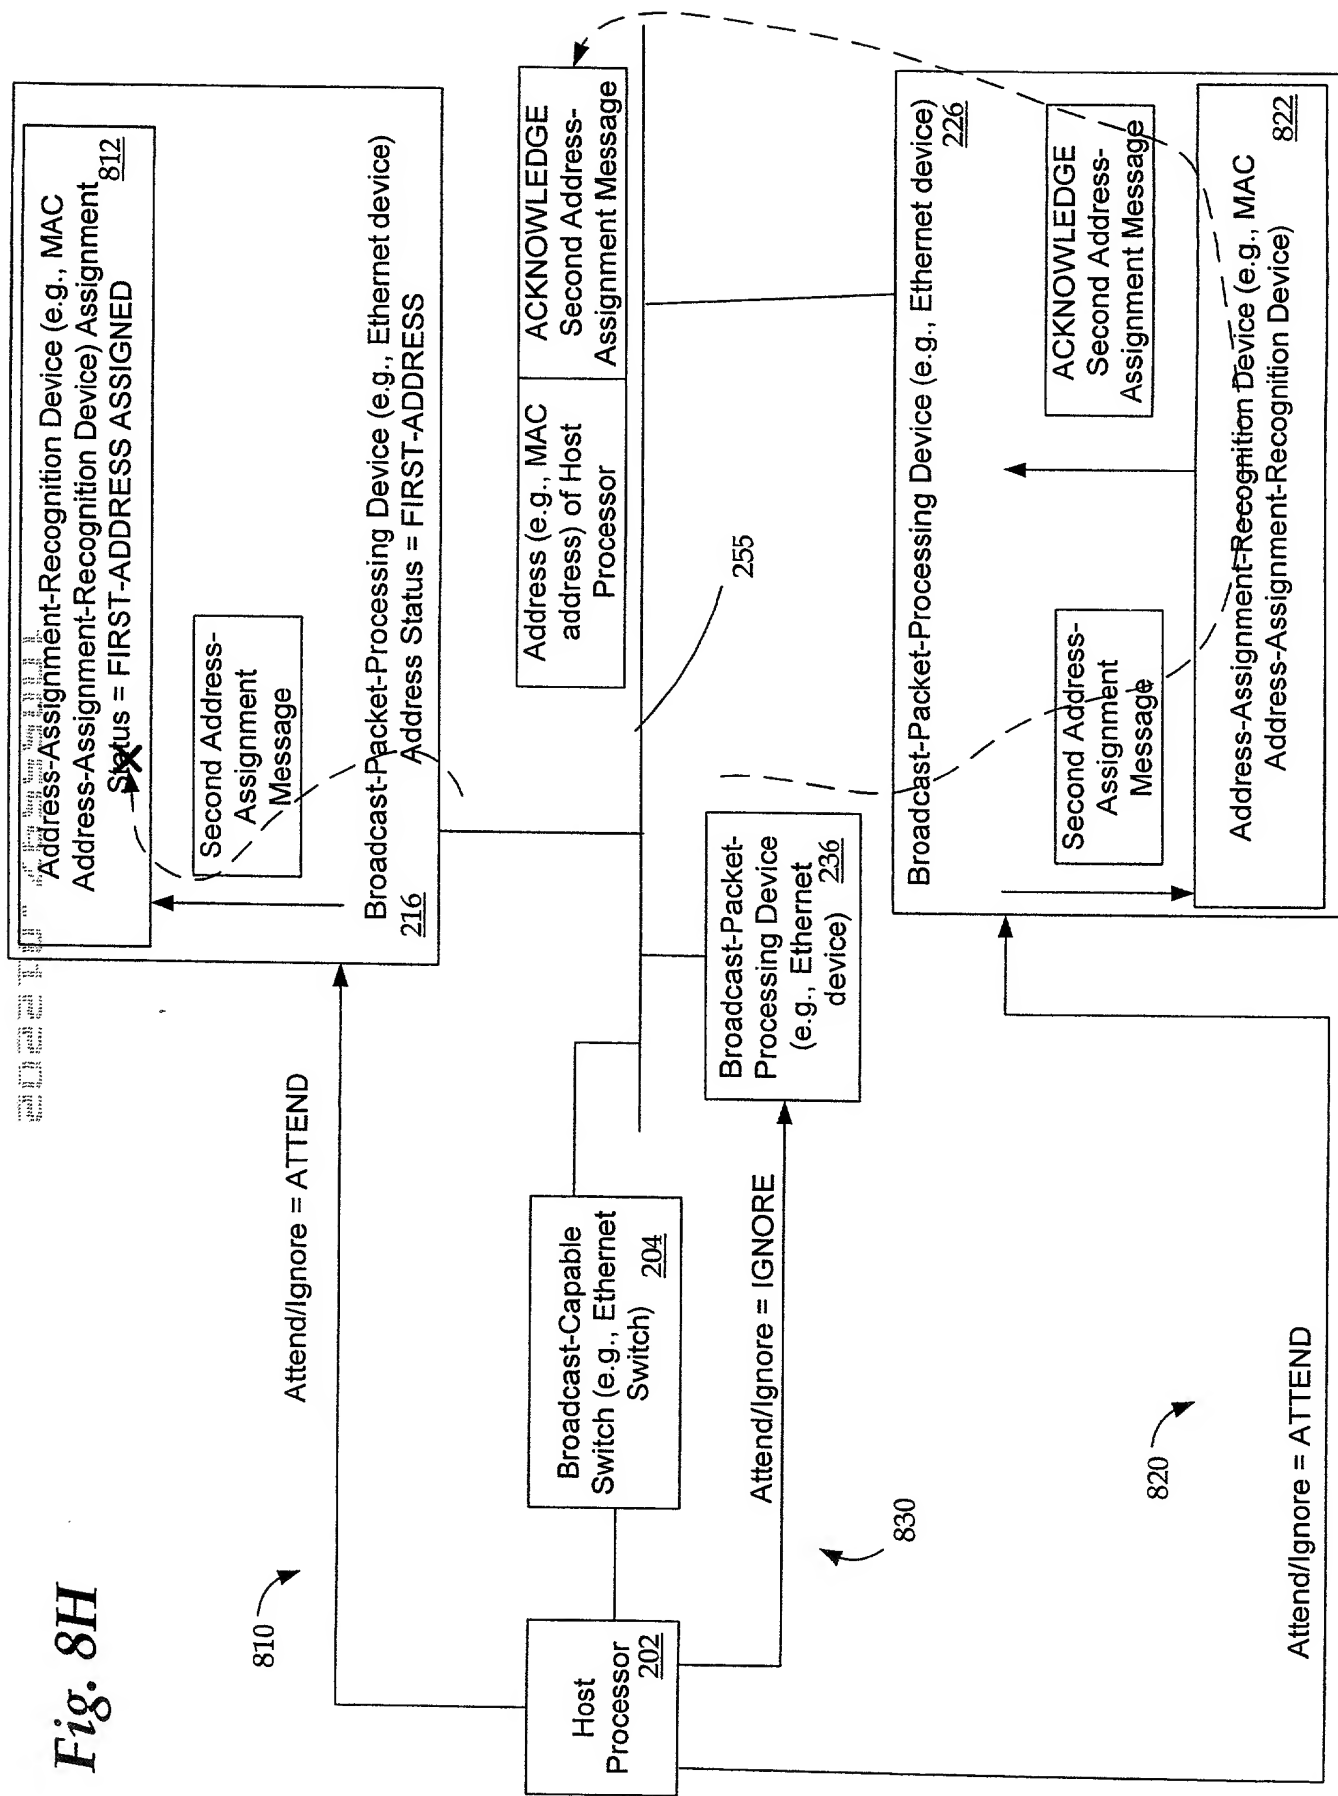 Fig. 8H
Address-Assignment-Recognition Device (e.g., MAC
Address-Assignment-Recognition Device) Assignment
Status = FIRST-ADDRESS ASSIGNED
812
Second Address-
Assignment
Message
Broadcast-Packet-Processing Device (e.g., Ethernet device)
216
Address Status = FIRST-ADDRESS
810
Attend/Ignore = ATTEND
Address (e.g., MAC
address) of Host
Processor
ACKNOWLEDGE
Second Address-
Assignment Message
255
Host
Processor
202
Broadcast-Capable
Switch (e.g., Ethernet
Switch)
204
Broadcast-Packet-
Processing Device
(e.g., Ethernet
device)
236
Attend/Ignore = IGNORE
830
Broadcast-Packet-Processing Device (e.g., Ethernet device)
226
Second Address-
Assignment
Message
ACKNOWLEDGE
Second Address-
Assignment Message
Address-Assignment-Recognition Device (e.g., MAC
Address-Assignment-Recognition Device)
822
820
Attend/Ignore = ATTEND